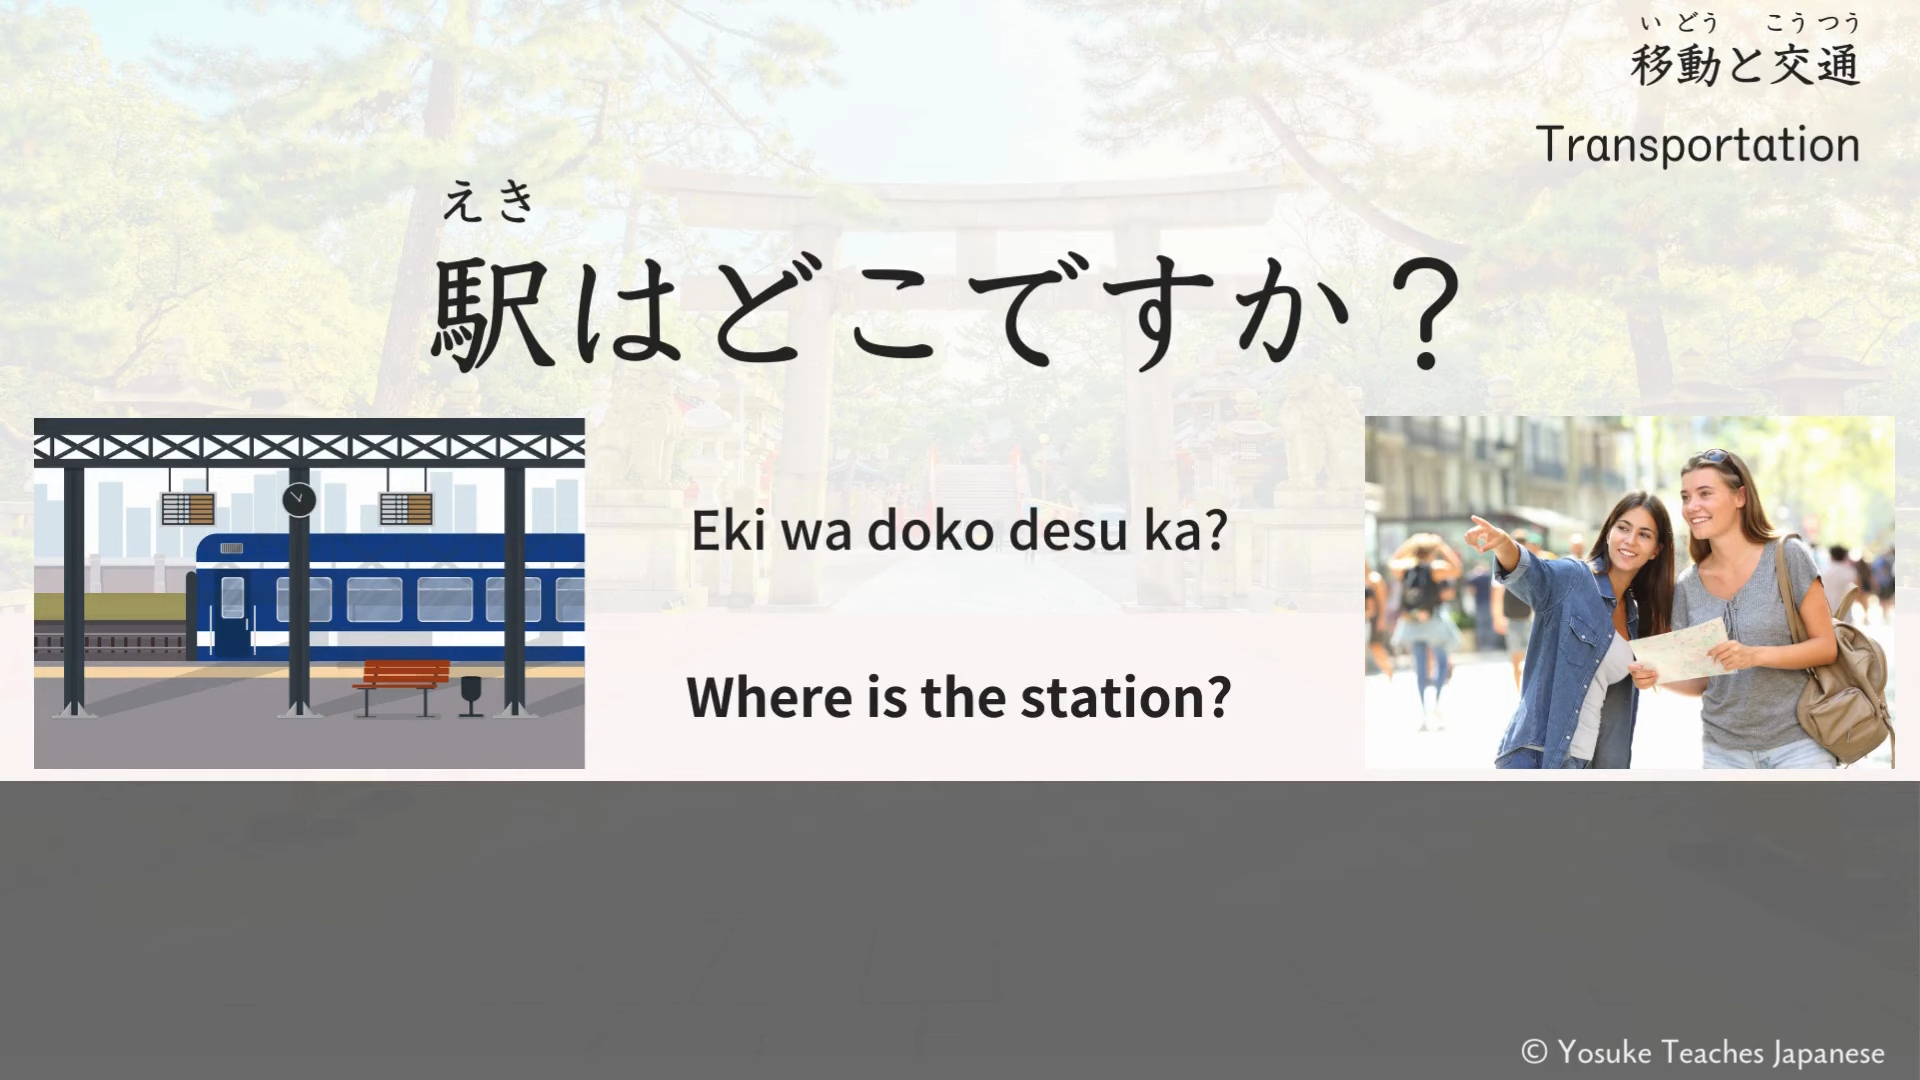 い どう こう つう
移動と交通
Transportation
えき
駅はどこですか？
Eki wa doko desu ka?
Where is the station?
© Yosuke Teaches Japanese